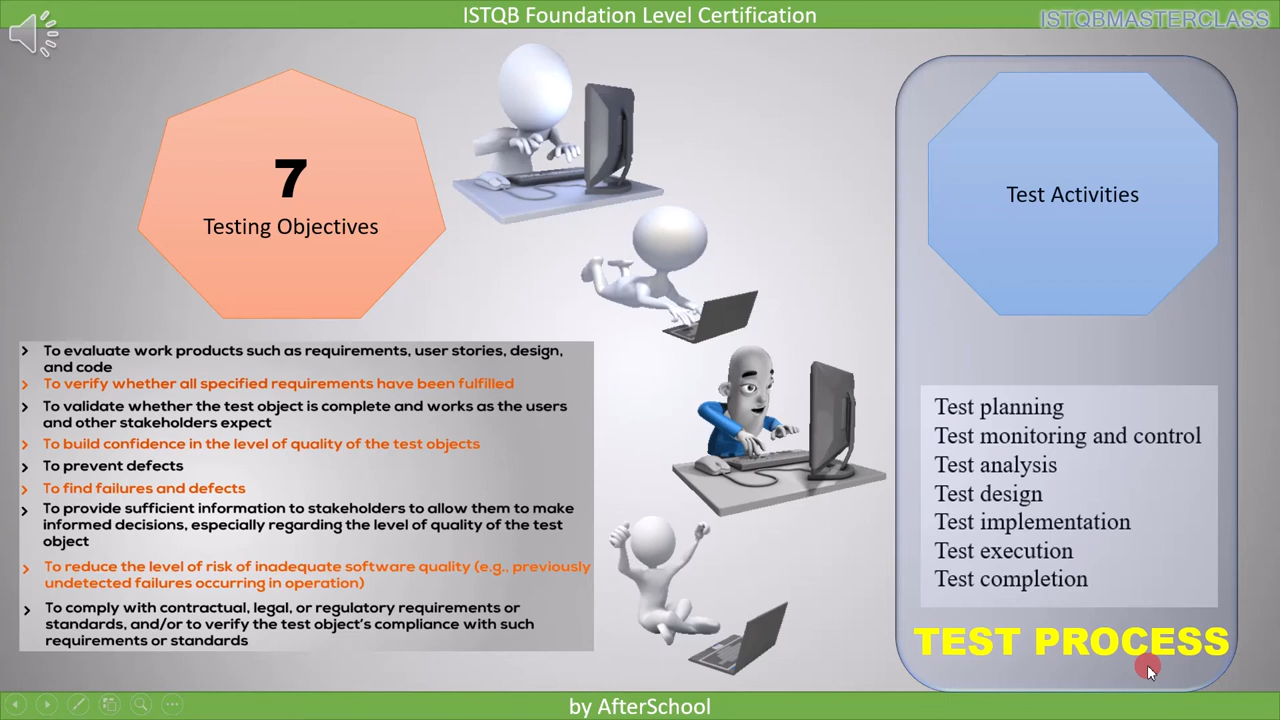 ISTQB Foundation Level Certification
ISTQBMASTERCLASS
7
Testing Objectives
To evaluate work products such as requirements, user stories, design,
and code
To verify whether all specified requirements have been fulfilled
To validate whether the test object is complete and works as the users
and other stakeholders expect
To build confidence in the level of quality of the test objects
To prevent defects
To find failures and defects
To provide sufficient information to stakeholders to allow them to make
informed decisions, especially regarding the level of quality of the test
object
To reduce the level of risk of inadequate software quality (e.g., previously
undetected failures occurring in operation)
To comply with contractual, legal, or regulatory requirements or
standards, and/or to verify the test object's compliance with such
requirements or standards
Test Activities
Test planning
Test monitoring and control
Test analysis
Test design
Test implementation
Test execution
Test completion
TEST PROCESS
by AfterSchool